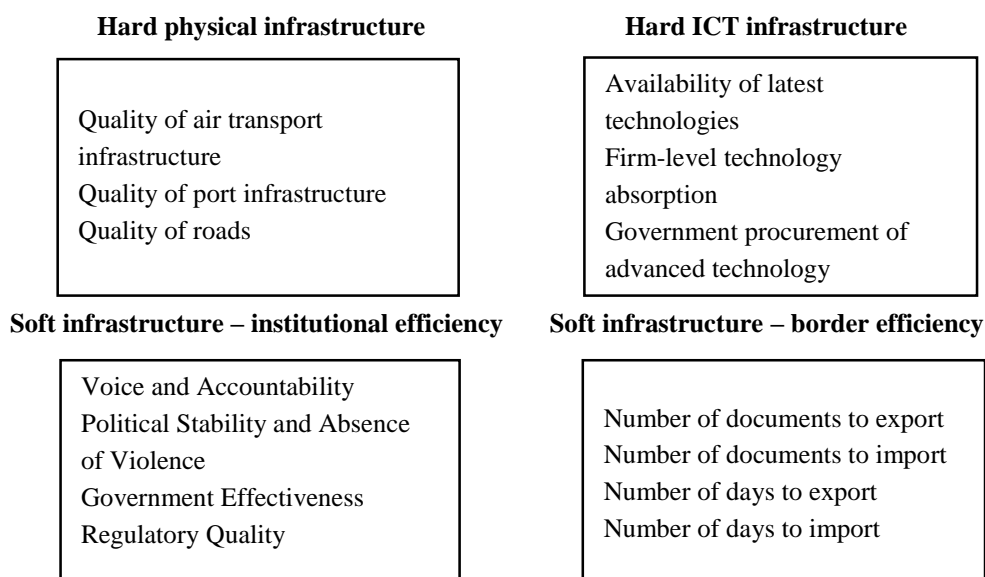 Hard physical infrastructure
Quality of air transport
infrastructure
Quality of port infrastructure
Quality of roads
Hard ICT infrastructure
Availability of latest
technologies
Firm-level technology
absorption
Government procurement of
advanced technology
Soft infrastructure – institutional efficiency
Voice and Accountability
Political Stability and Absence
of Violence
Government Effectiveness
Regulatory Quality
Soft infrastructure – border efficiency
Number of documents to export
Number of documents to import
Number of days to export
Number of days to import